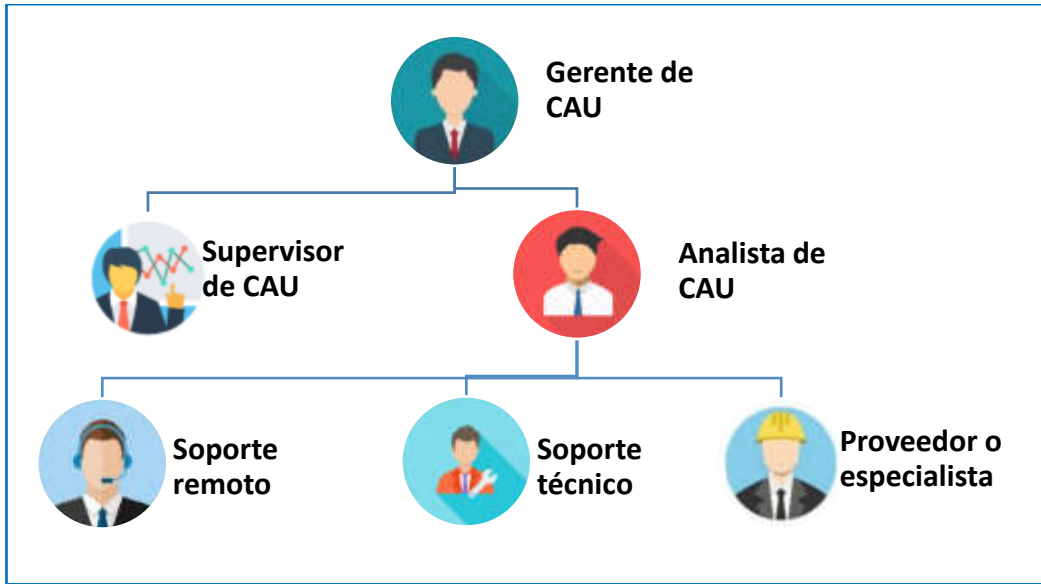 Gerente de
CAU
Supervisor
de CAU
Analista de
CAU
Soporte
remoto
Soporte
técnico
Proveedor o
especialista